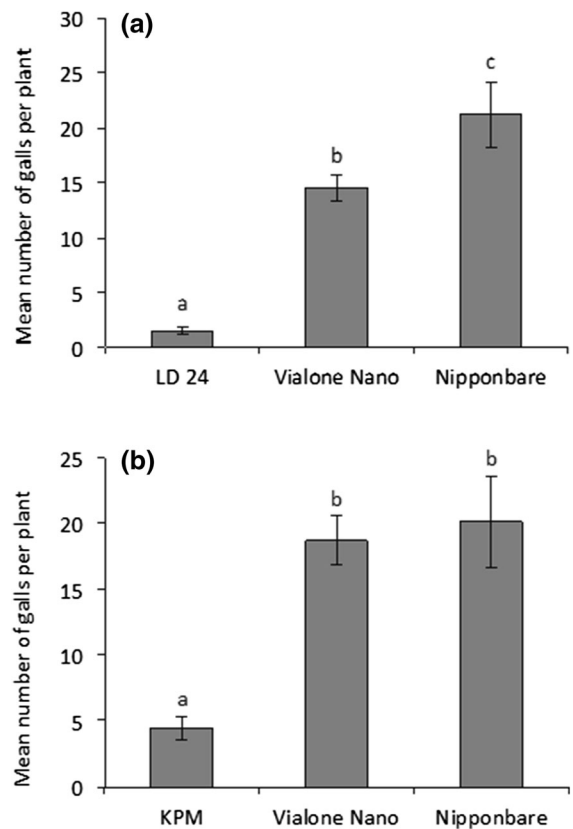 (a)
Mean number of galls per plant
30
25
20
15
10
5
0
a
b
c
LD 24
Vialone Nano
Nipponbare
(b)
Mean number of galls per plant
25
20
15
10
5
0
a
b
b
KPM
Vialone Nano
Nipponbare